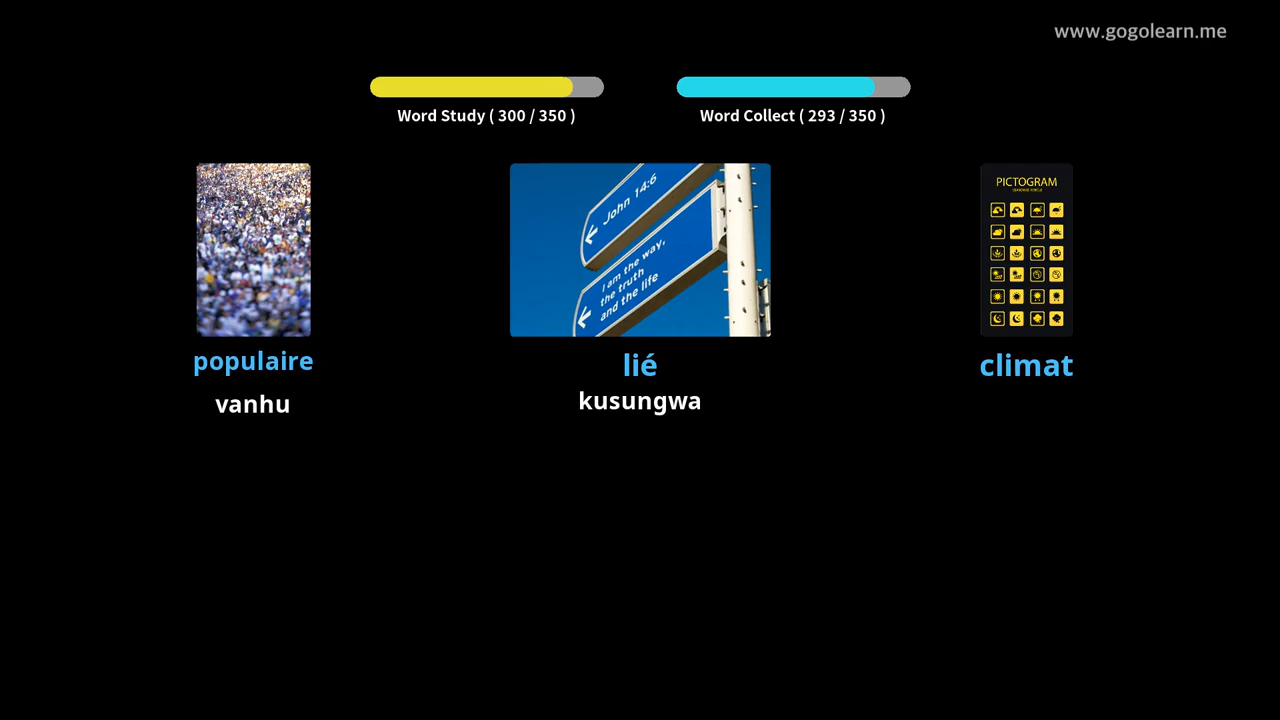 www.gogolearn.me
Word Study ( 300 / 350 )
Word Collect ( 293 / 350 )
John 14:6
I am the way,
the truth
and the life
PICTOGRAM
populaire
lié
climat
vanhu
kusungwa